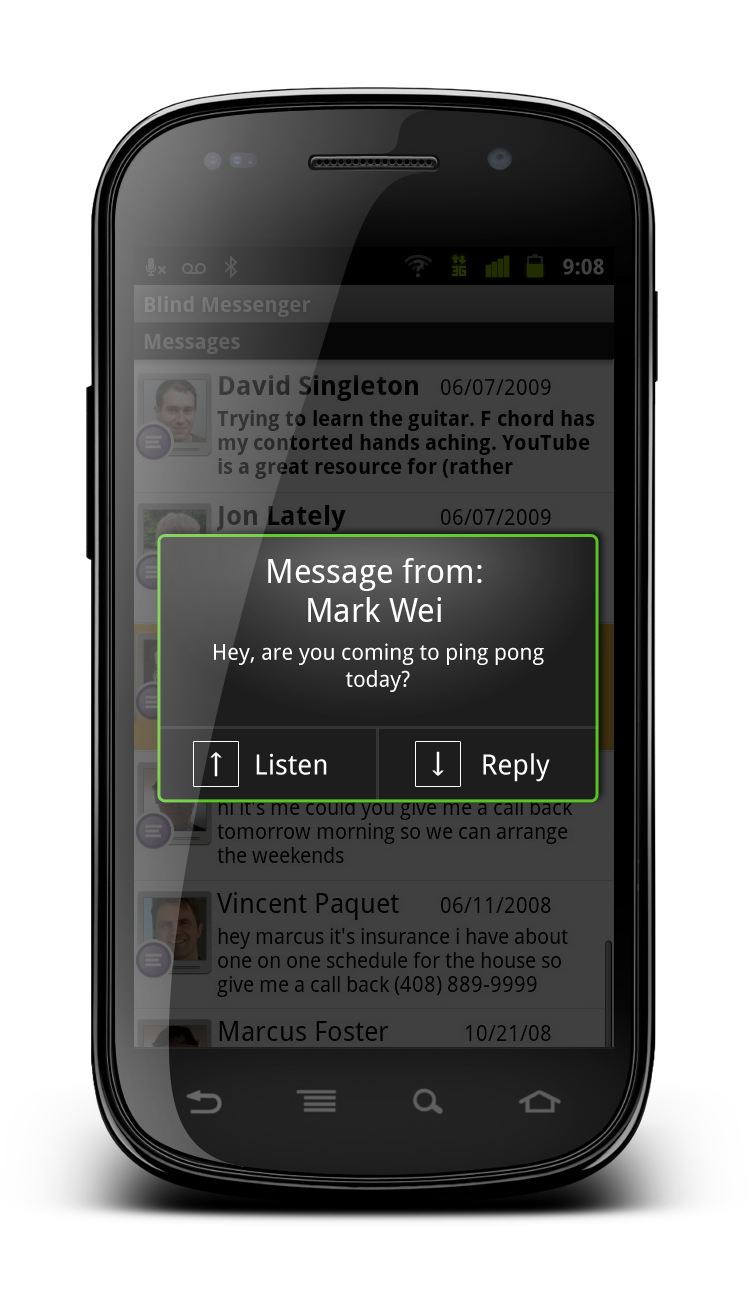 3G
9:08
Blind Messenger
Messages
David Singleton 06/07/2009
Trying to learn the guitar. F chord has
my contorted hands aching. YouTube
is a great resource for (rather
Jon Lately 06/07/2009
Message from:
Mark Wei
Hey, are you coming to ping pong
today?
↑ Listen ↓ Reply
hi it's me could you give me a call back
tomorrow morning so we can arrange
the weekends
Vincent Paquet 06/11/2008
hey marcus it's insurance i have about
one on one schedule for the house so
give me a call back (408) 889-9999
Marcus Foster 10/21/08